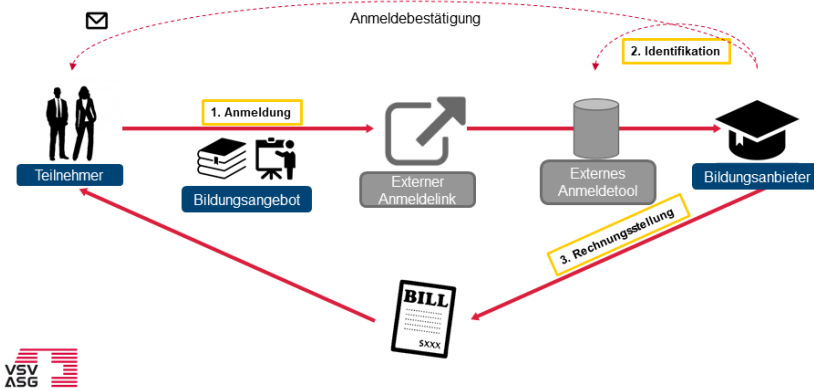 Anmeldebestätigung
2. Identifikation
1. Anmeldung
Teilnehmer
Bildungsangebot
Externer
Anmeldelink
Externes
Anmeldetool
Bildungsanbieter
3. Rechnungsstellung
BILL
$XXX
VSV
ASG